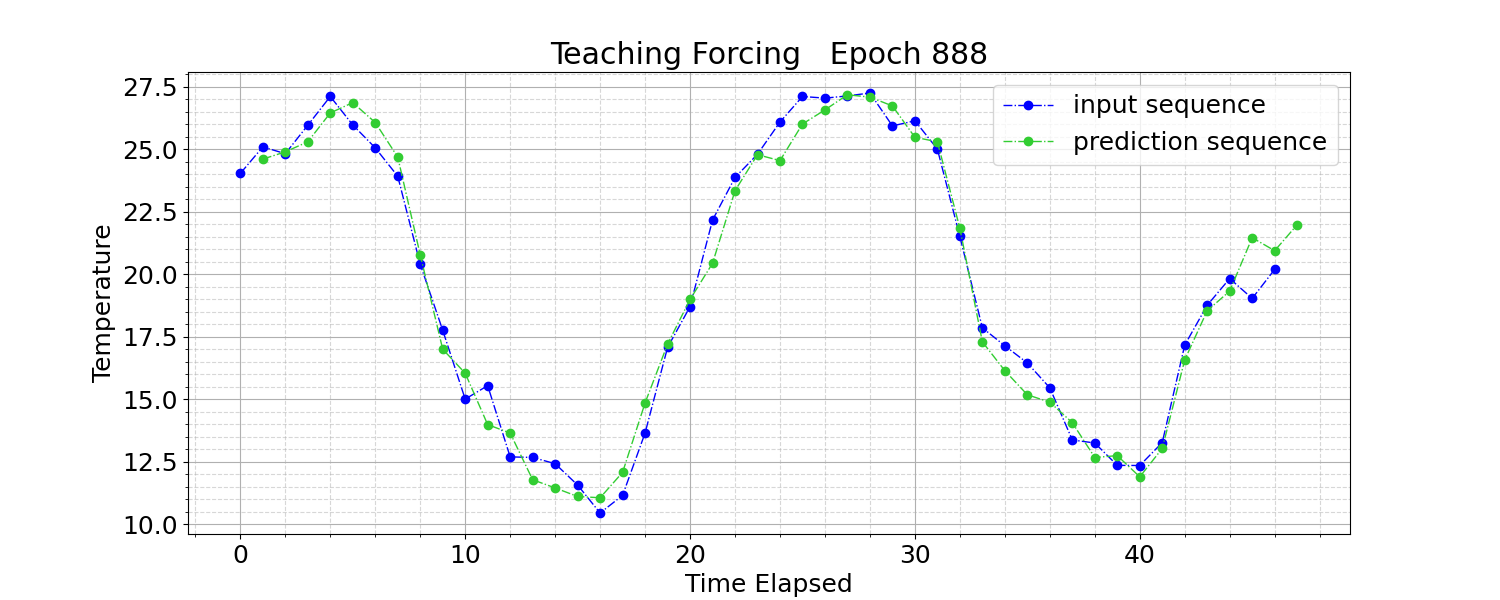 Teaching Forcing   Epoch 888
27.5
25.0
22.5
20.0
17.5
15.0
12.5
10.0
Temperature
input sequence
prediction sequence
0 10 20 30 40
Time Elapsed